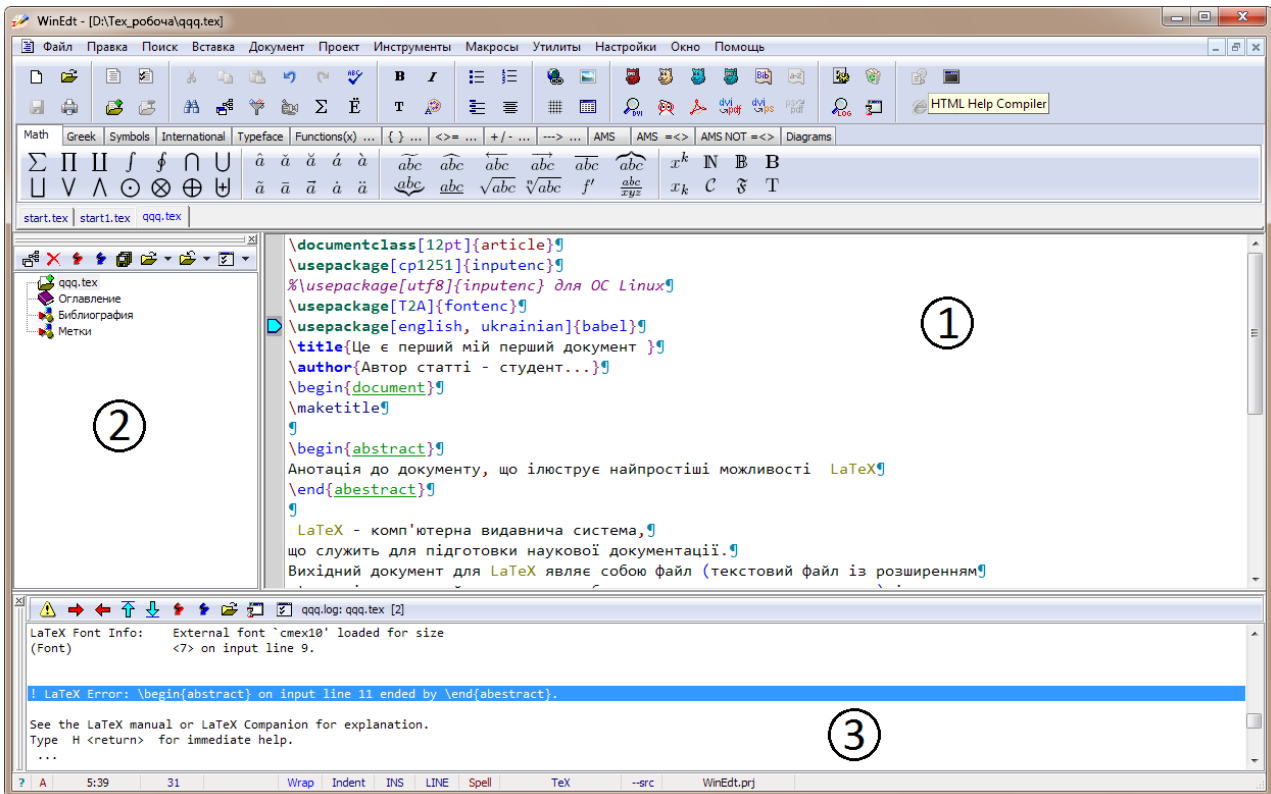 WinEdt - [D:\Tex_робоча\qqq.tex]
Файл Правка Поиск Вставка Документ Проект Инструменты Макросы Утилиты Настройки Окно Помощь
HTML Help Compiler
Math Greek Symbols International Typeface Functions(x) ... { } ... <>= ... +/- ... ---> ... AMS AMS =<> AMS NOT =<> Diagrams
start.tex start1.tex qqq.tex
qqq.tex
Оглавление
Библиография
Метки
2
\documentclass[12pt]{article}¶
\usepackage[cp1251]{inputenc}¶
%\usepackage[utf8]{inputenc} для ОС Linux¶
\usepackage[T2A]{fontenc}¶
\usepackage[english, ukrainian]{babel}¶
\title{Це є перший мій перший документ }¶
\author{Автор статті - студент...}¶
\begin{document}¶
\maketitle¶
¶
\begin{abstract}¶
Анотація до документу, що ілюструє найпростіші можливості LaTeX¶
\end{abestract}¶
¶
LaTeX - комп'ютерна видавнича система,¶
що служить для підготовки наукової документації.¶
Вихідний документ для LaTeX являє собою файл (текстовий файл із розширенням¶
1
qqq.log: qqq.tex [2]
LaTeX Font Info: External font `cmex10' loaded for size
(Font) <7> on input line 9.
! LaTeX Error: \begin{abstract} on input line 11 ended by \end{abestract}.
See the LaTeX manual or LaTeX Companion for explanation.
Type H <return> for immediate help.
...
3
? A 5:39 31 Wrap Indent INS LINE Spell TeX --src WinEdt.prj